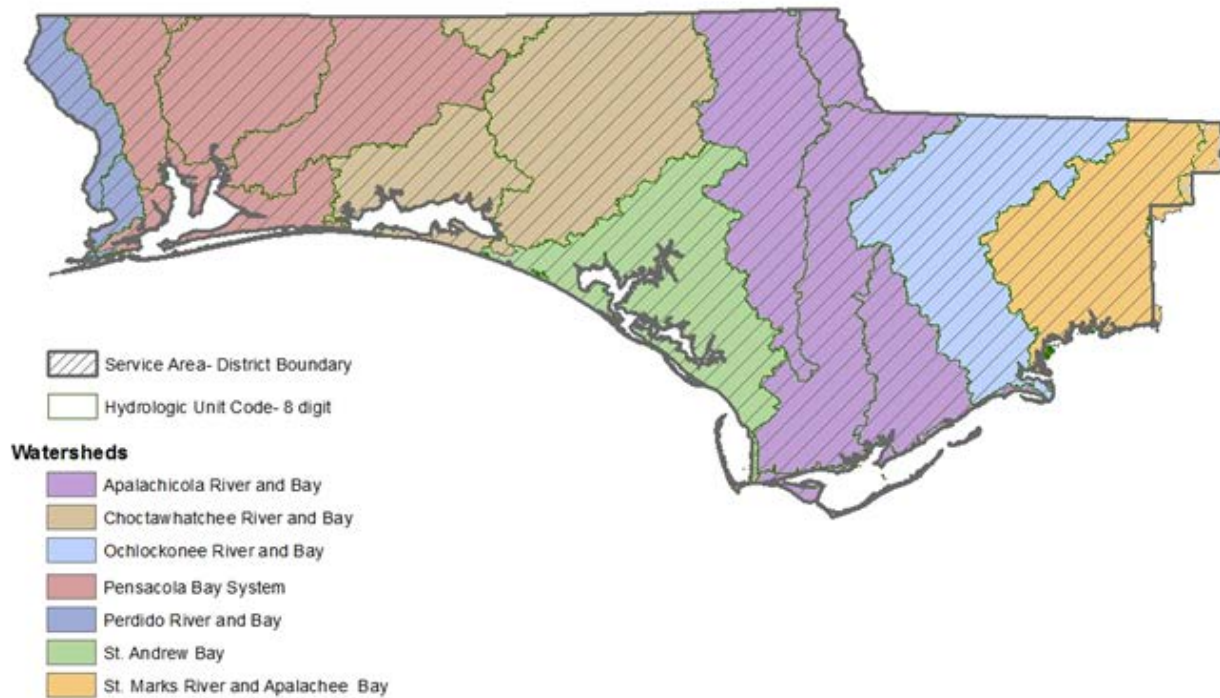 Service Area- District Boundary
Hydrologic Unit Code- 8 digit
Watersheds
Apalachicola River and Bay
Choctawhatchee River and Bay
Ochlockonee River and Bay
Pensacola Bay System
Perdido River and Bay
St. Andrew Bay
St. Marks River and Apalachee Bay